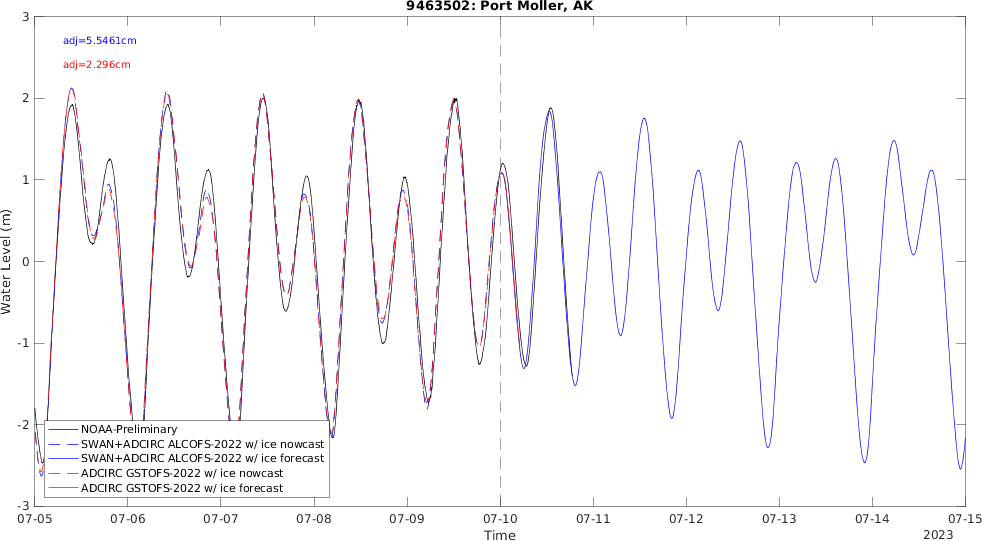 9463502: Port Moller, AK
adj=5.5461cm
adj=2.296cm
Water Level (m)
3
2
1
0
-1
-2
-3
NOAA-Preliminary
SWAN+ADCIRC ALCOFS-2022 w/ ice nowcast
SWAN+ADCIRC ALCOFS-2022 w/ ice forecast
ADCIRC GSTOFS-2022 w/ ice nowcast
ADCIRC GSTOFS-2022 w/ ice forecast
07-05 07-06 07-07 07-08 07-09 07-10 07-11 07-12 07-13 07-14 07-15
Time
2023